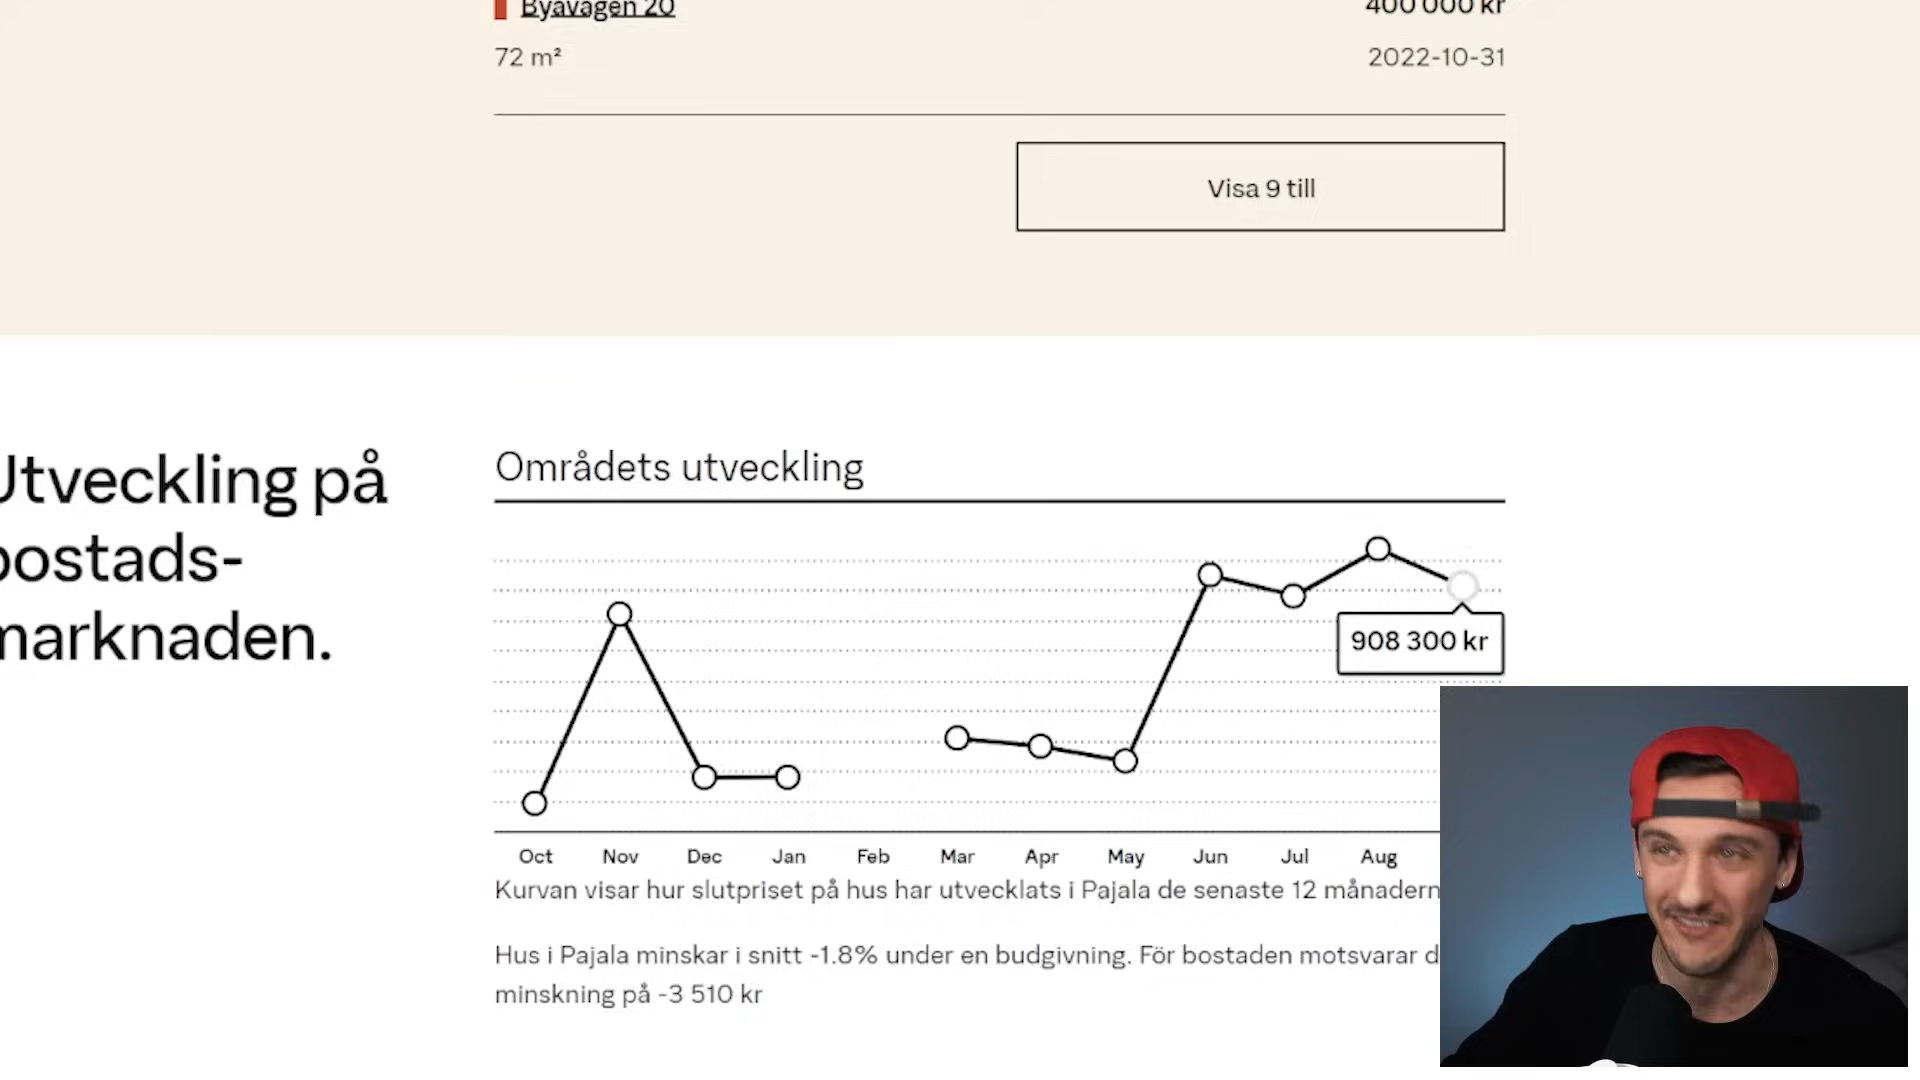 Byavägen 20
400 000 kr
72 m²
2022-10-31
Visa 9 till
Utveckling på
bostads-
marknaden.
Områdets utveckling
908 300 kr
Oct Nov Dec Jan Feb Mar Apr May Jun Jul Aug
Kurvan visar hur slutpriset på hus har utvecklats i Pajala de senaste 12 månadern
Hus i Pajala minskar i snitt -1.8% under en budgivning. För bostaden motsvarar d
minskning på -3 510 kr